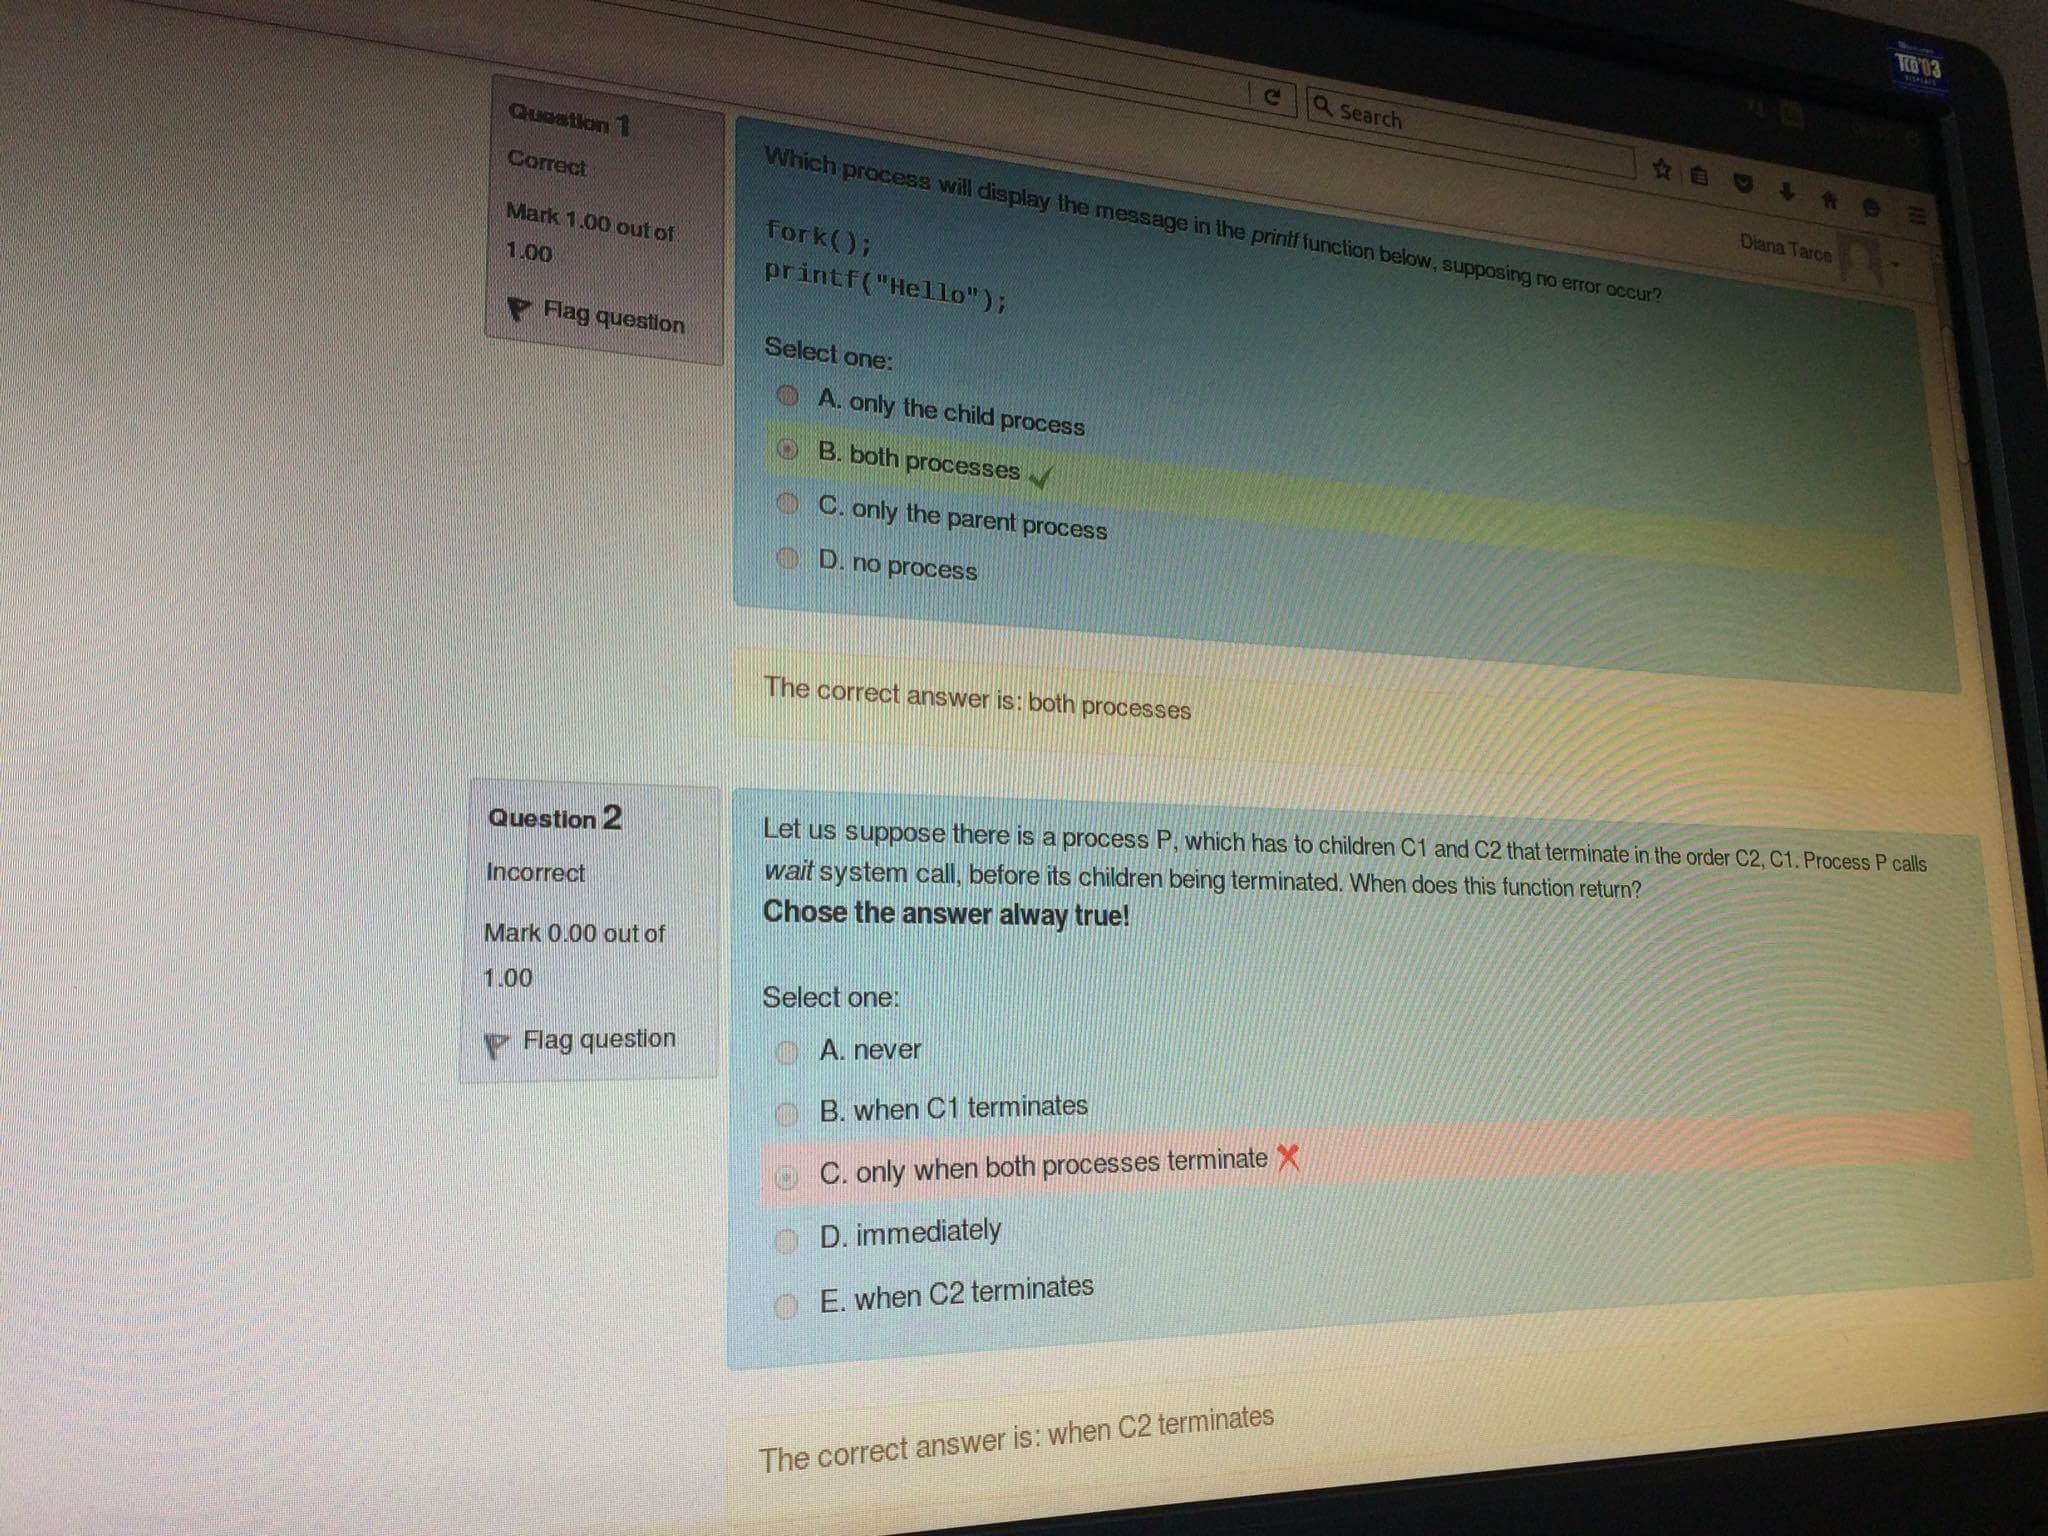 TCO'03
DISPLAYS
Search
Diana Tarce
Question 1
Correct
Mark 1.00 out of
1.00
Flag question
Which process will display the message in the printf function below, supposing no error occur?
fork();
printf("Hello");
Select one:
A. only the child process
B. both processes
C. only the parent process
D. no process
The correct answer is: both processes
Question 2
Incorrect
Mark 0.00 out of
1.00
Flag question
Let us suppose there is a process P, which has to children C1 and C2 that terminate in the order C2, C1. Process P calls
wait system call, before its children being terminated. When does this function return?
Chose the answer alway true!
Select one:
A. never
B. when C1 terminates
C. only when both processes terminate
D. immediately
E. when C2 terminates
The correct answer is: when C2 terminates